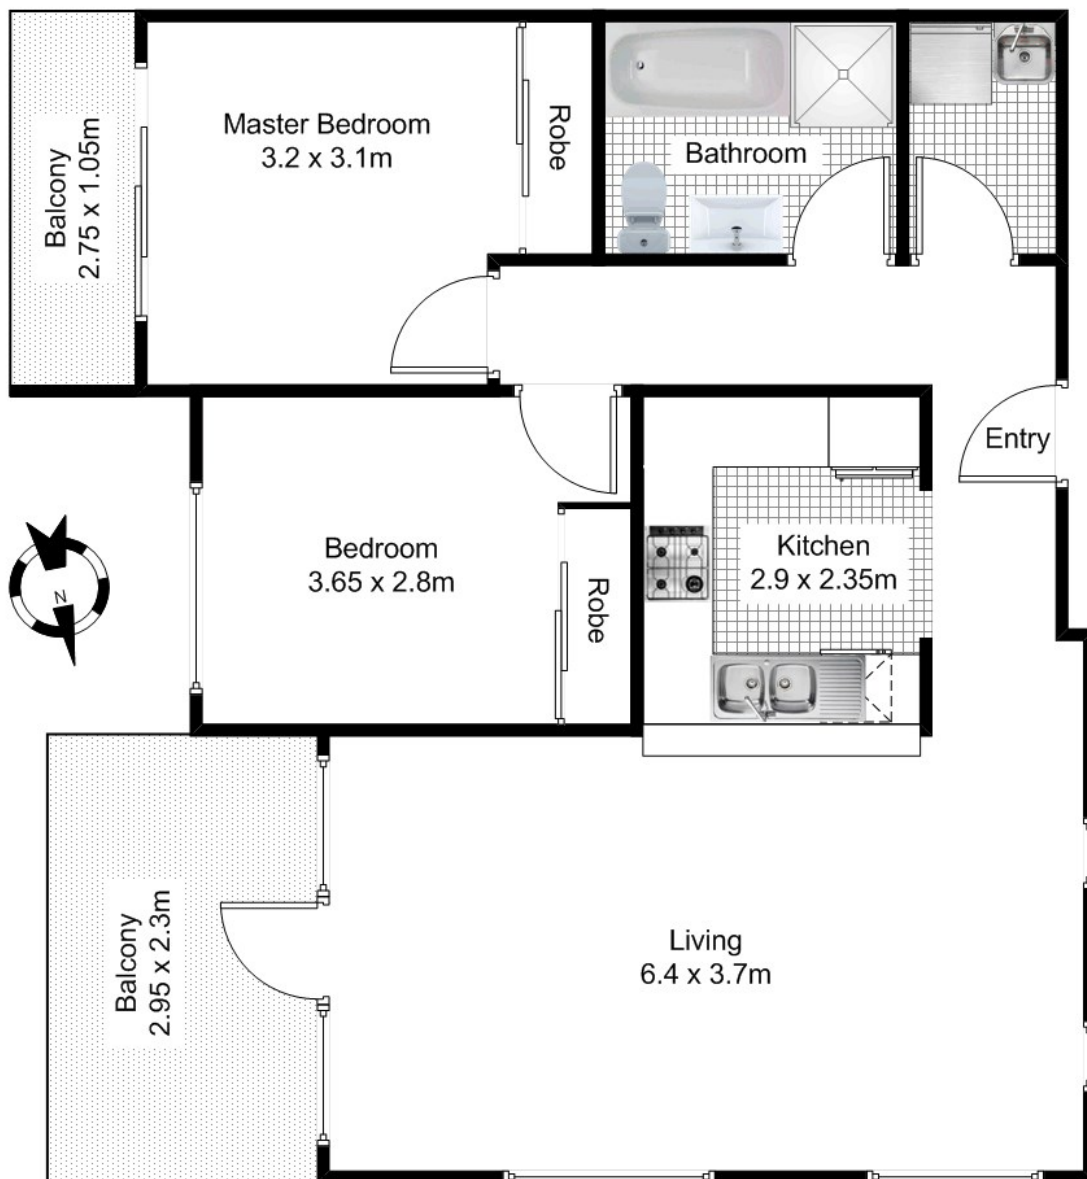 Master Bedroom
3.2 x 3.1m
Robe
Bathroom
Balcony
2.75 x 1.05m
Entry
Bedroom
3.65 x 2.8m
Robe
Kitchen
2.9 x 2.35m
N
Living
6.4 x 3.7m
Balcony
2.95 x 2.3m